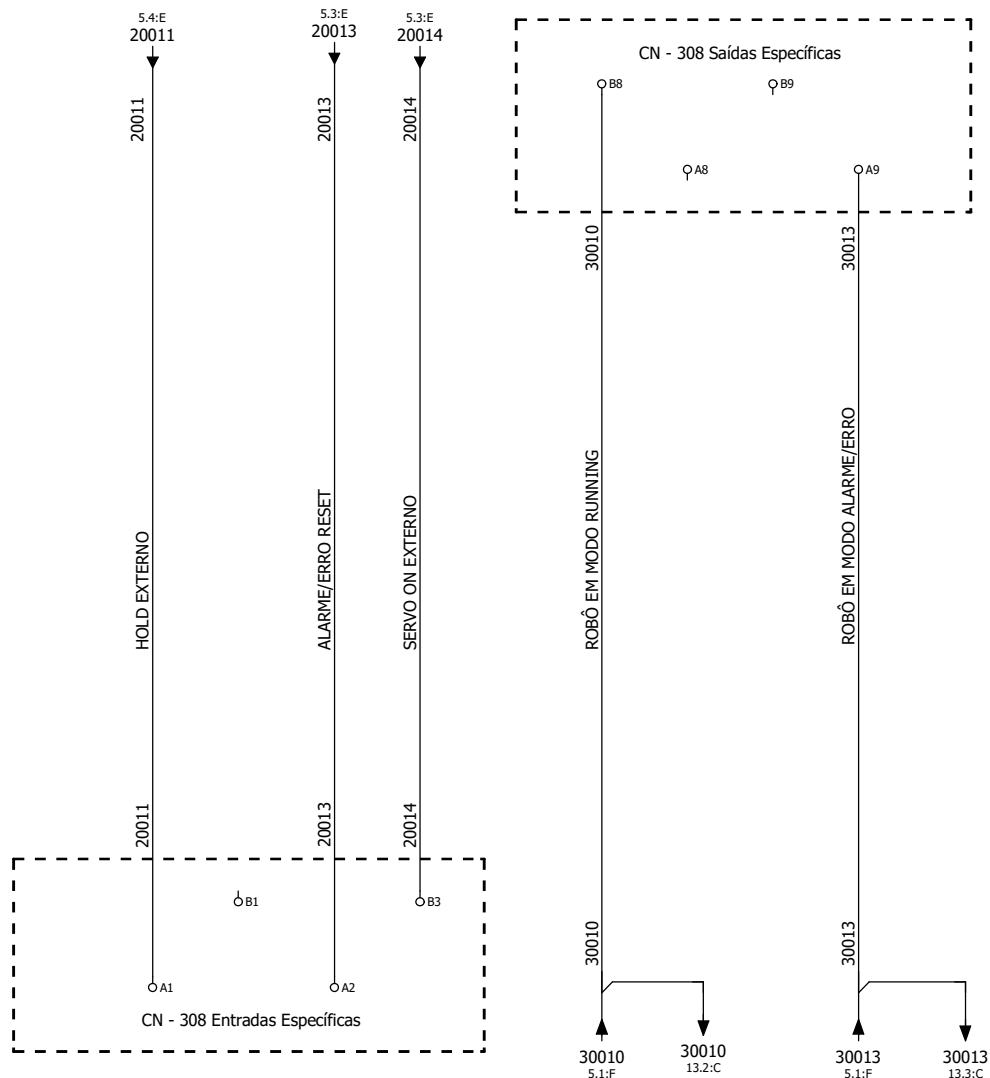 5.4:E
20011
5.3:E
20013
5.3:E
20014
20011
20013
20014
HOLD EXTERNO
ALARME/ERRO RESET
SERVO ON EXTERNO
20011
20013
20014
B1
B3
A1
A2
CN - 308 Entradas Específicas
CN - 308 Saídas Específicas
B8
B9
A8
A9
30010
30013
ROBÔ EM MODO RUNNING
ROBÔ EM MODO ALARME/ERRO
30010
30013
30010
5.1:F
30010
13.2:C
30013
5.1:F
30013
13.3:C